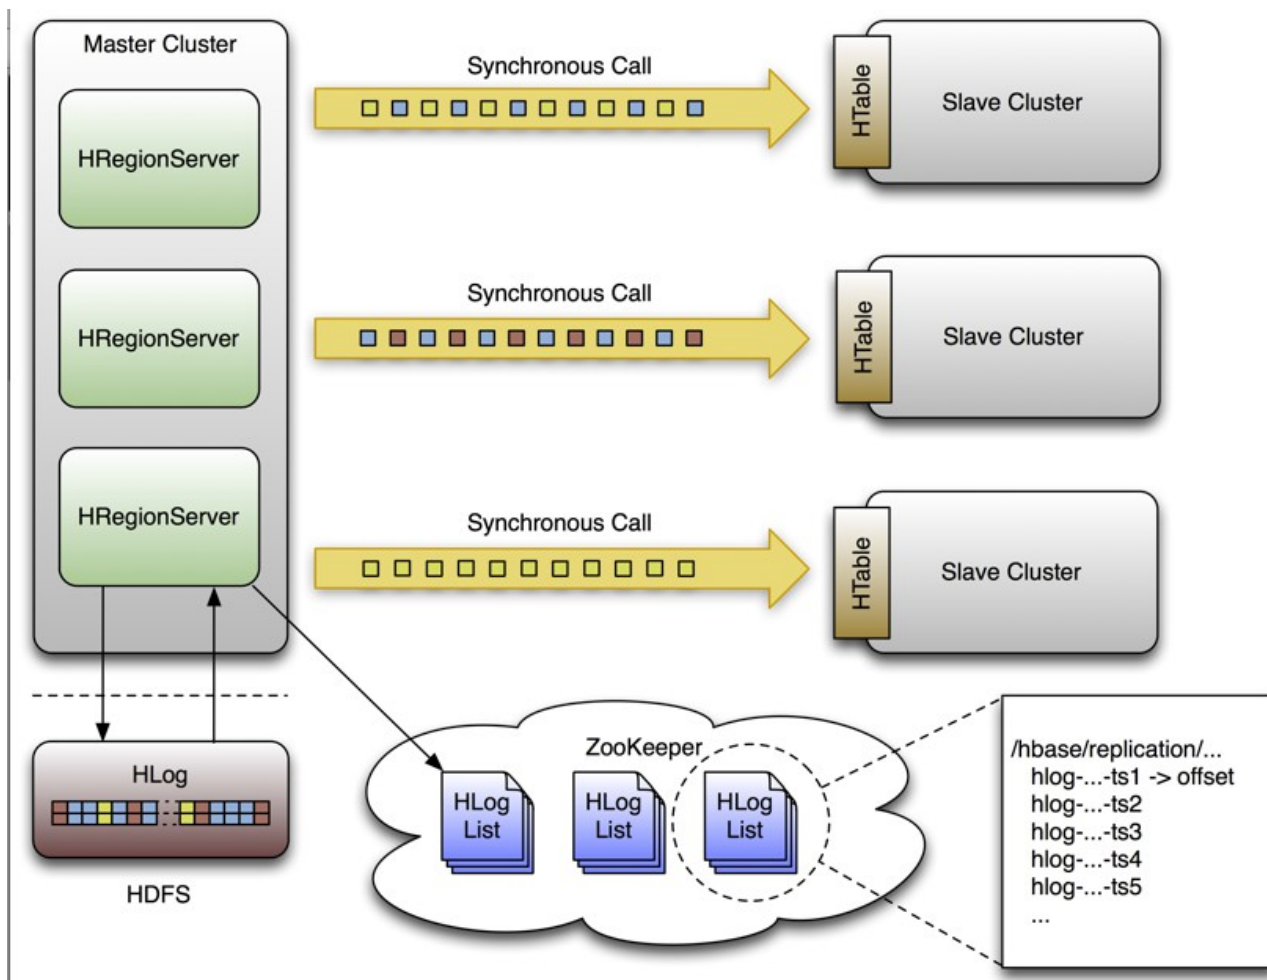 Master Cluster
HRegionServer
HRegionServer
HRegionServer
Synchronous Call
HTable
Slave Cluster
Synchronous Call
HTable
Slave Cluster
Synchronous Call
HTable
Slave Cluster
HLog
HDFS
ZooKeeper
HLog
List
HLog
List
HLog
List
/hbase/replication/...
hlog-...-ts1 -> offset
hlog-...-ts2
hlog-...-ts3
hlog-...-ts4
hlog-...-ts5
...